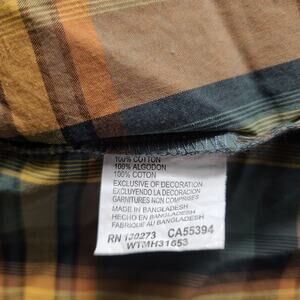 100% COTTON
100% ALGODON
100% COTON
EXCLUSIVE OF DECORATION
EXCLUYENDO LA DECORACION
GARNITURES NON COMPRISES
MADE IN BANGLADESH
HECHO EN BANGLADESH
FABRIQUE AU BANGLADESH
RN 130273 CA55394
WTMH31653